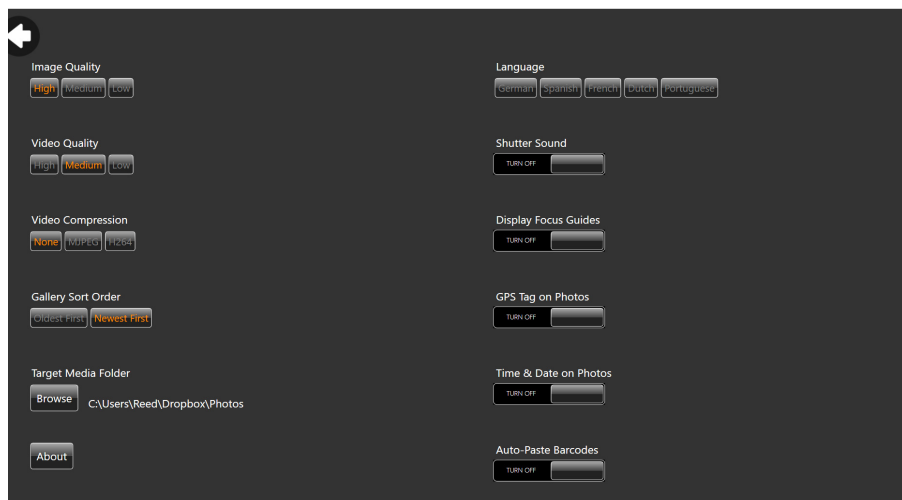 Image Quality
High Medium Low
Video Quality
High Medium Low
Video Compression
None MJPEG H264
Gallery Sort Order
Oldest First Newest First
Target Media Folder
Browse C:\Users\Reed\Dropbox\Photos
About
Language
German Spanish French Dutch Portuguese
Shutter Sound
TURN OFF
Display Focus Guides
TURN OFF
GPS Tag on Photos
TURN OFF
Time & Date on Photos
TURN OFF
Auto-Paste Barcodes
TURN OFF